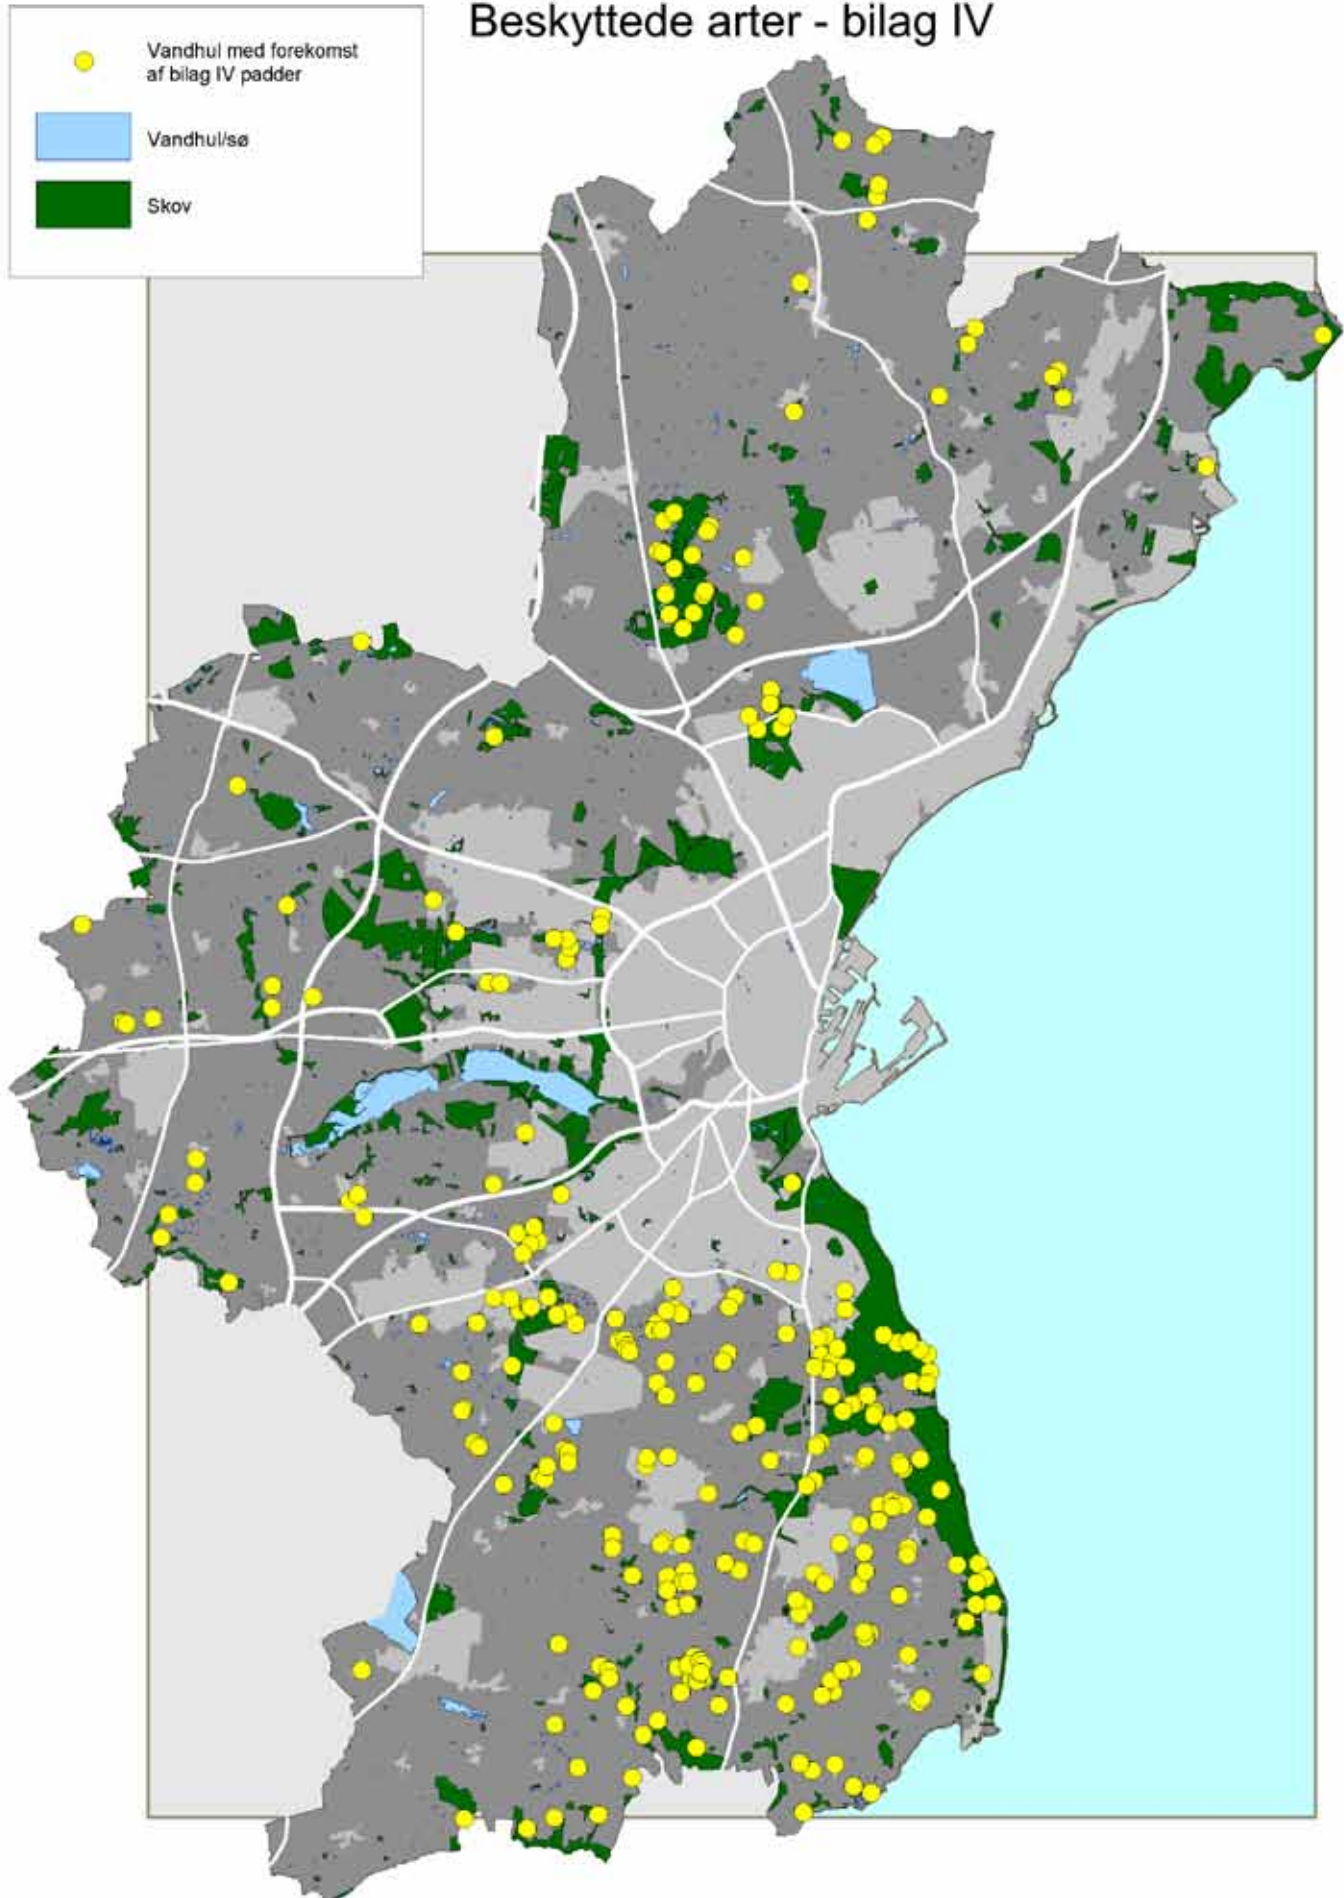 Beskyttede arter - bilag IV
Vandhul med forekomst
af bilag IV padder
Vandhul/sø
Skov